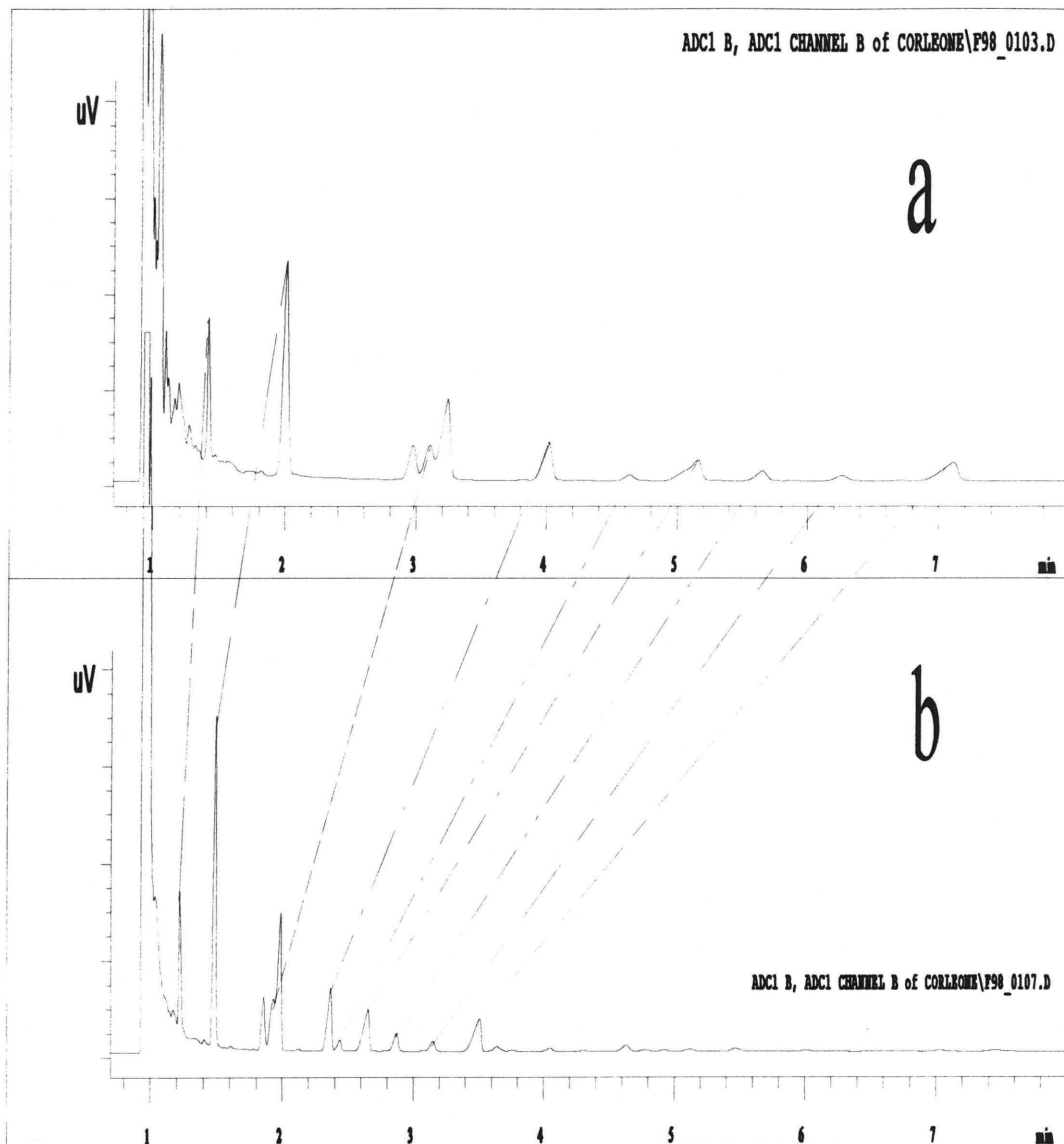 ADC1 B, ADC1 CHANNEL B of CORLEONE\F98_0103.D
uV
a
1 2 3 4 5 6 7 min
uV
b
ADC1 B, ADC1 CHANNEL B of CORLEONE\F98_0107.D
1 2 3 4 5 6 7 min